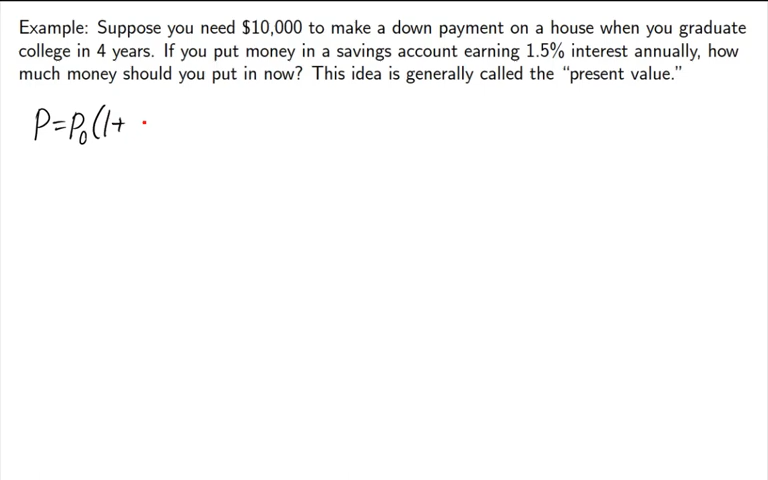 Example: Suppose you need $10,000 to make a down payment on a house when you graduate
college in 4 years. If you put money in a savings account earning 1.5% interest annually, how
much money should you put in now? This idea is generally called the “present value.”
P=P₀(1+